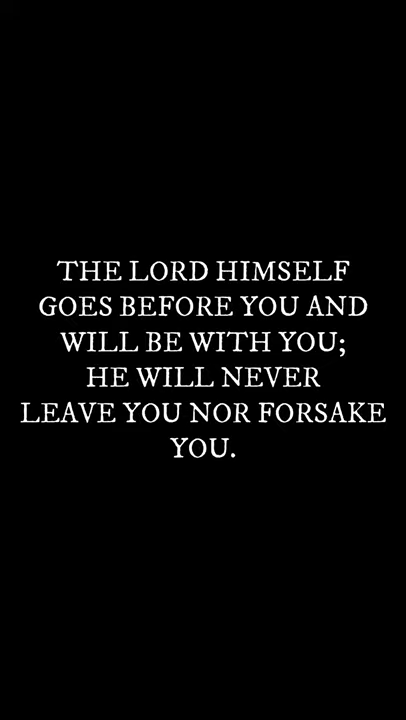 THE LORD HIMSELF
GOES BEFORE YOU AND
WILL BE WITH YOU;
HE WILL NEVER
LEAVE YOU NOR FORSAKE
YOU.